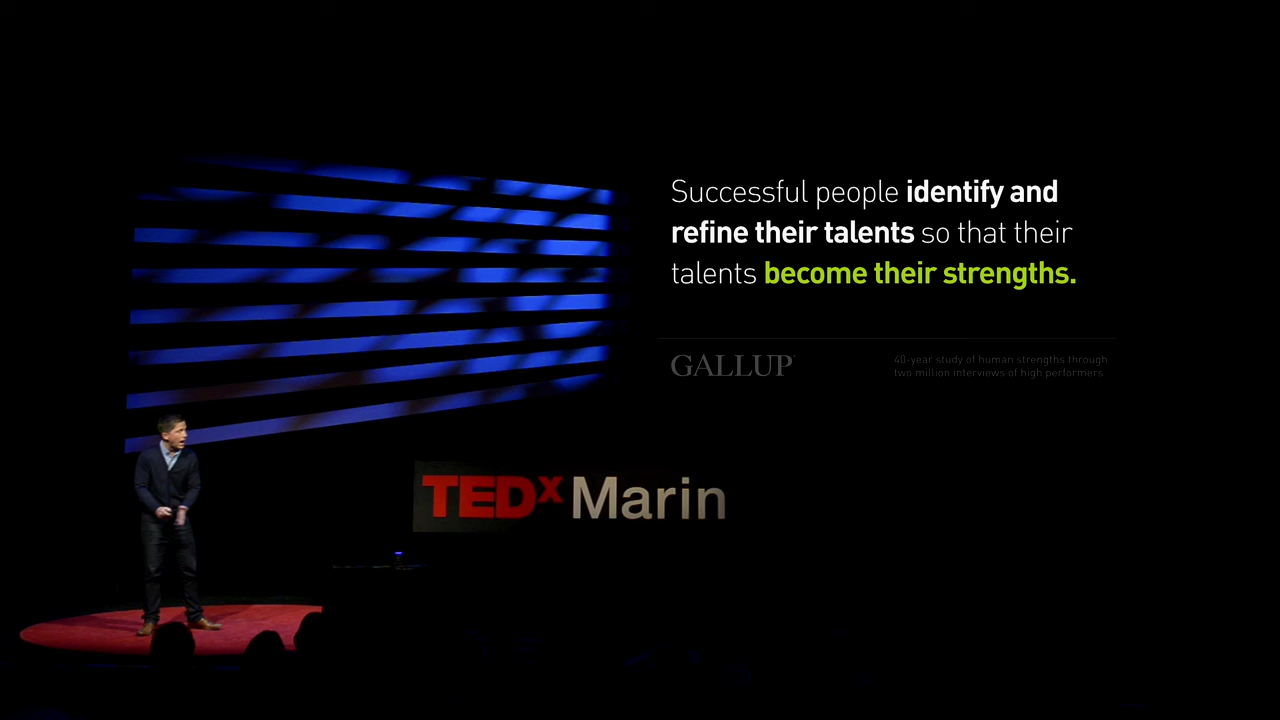 Successful people identify and
refine their talents so that their
talents become their strengths.
GALLUP
40-year study of human strengths through
two million interviews of high performers
TEDx Marin